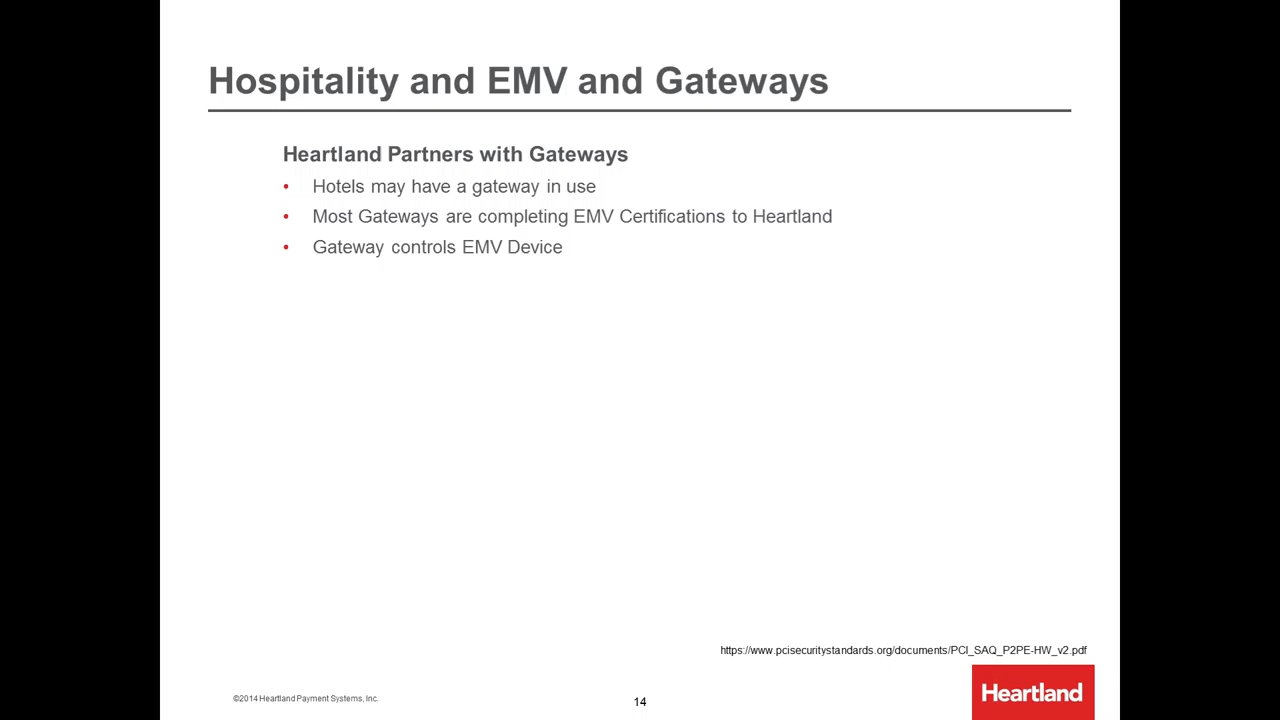 Hospitality and EMV and Gateways
Heartland Partners with Gateways
• Hotels may have a gateway in use
• Most Gateways are completing EMV Certifications to Heartland
• Gateway controls EMV Device
https://www.pcisecuritystandards.org/documents/PCI_SAQ_P2PE-HW_v2.pdf
©2014 Heartland Payment Systems, Inc.
14
Heartland